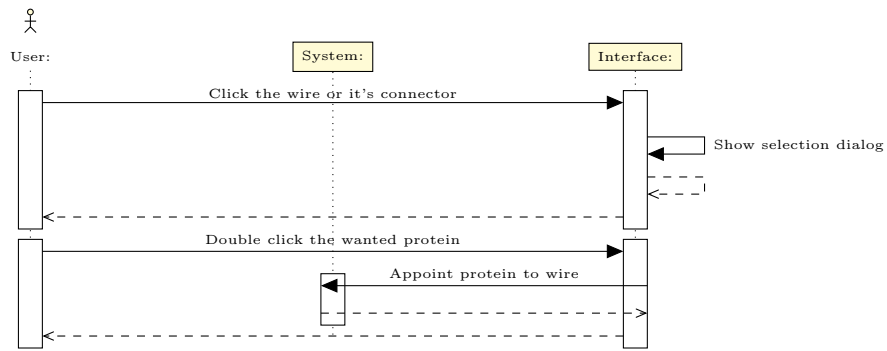 User:
System:
Interface:
Click the wire or it's connector
Show selection dialog
Double click the wanted protein
Appoint protein to wire